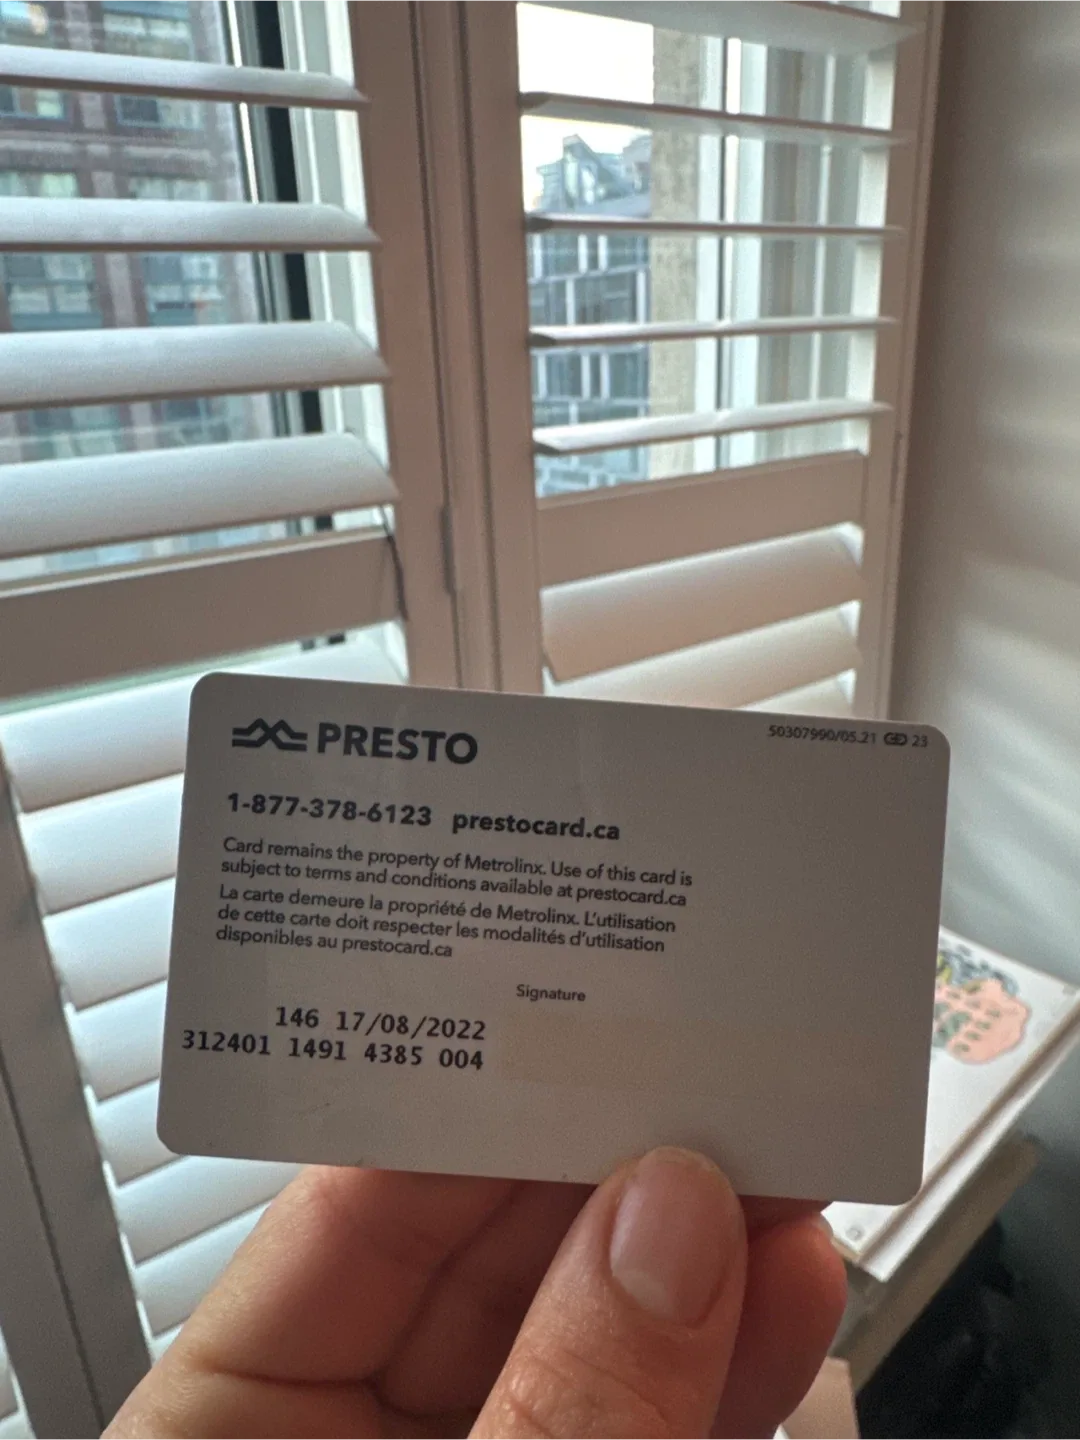 PRESTO
50307990/05.21 23
1-877-378-6123 prestocard.ca
Card remains the property of Metrolinx. Use of this card is
subject to terms and conditions available at prestocard.ca
La carte demeure la propriété de Metrolinx. L'utilisation
de cette carte doit respecter les modalités d'utilisation
disponibles au prestocard.ca
Signature
146 17/08/2022
312401 1491 4385 004